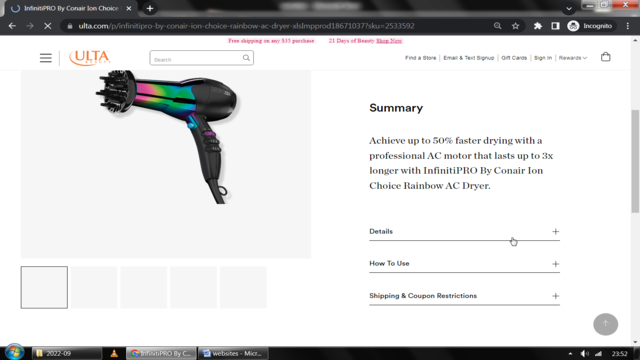 InfinitiPRO By Conair Ion Choice
Incognito
ulta.com/p/infinitipro-by-conair-ion-choice-rainbow-ac-dryer-xlsImpprod18671037?sku=2533592
Free shipping on any $35 purchase 21 Days of Beauty Shop Now!
ULTA
BEAUTY
Search
Find a Store
Email & Text Signup
Gift Cards
Sign In
Rewards
Summary
Achieve up to 50% faster drying with a
professional AC motor that lasts up to 3x
longer with InfinitiPRO By Conair Ion
Choice Rainbow AC Dryer.
Details
How To Use
Shipping & Coupon Restrictions
2022-09
InfinitiPRO By C...
websites - Micr...
23:52